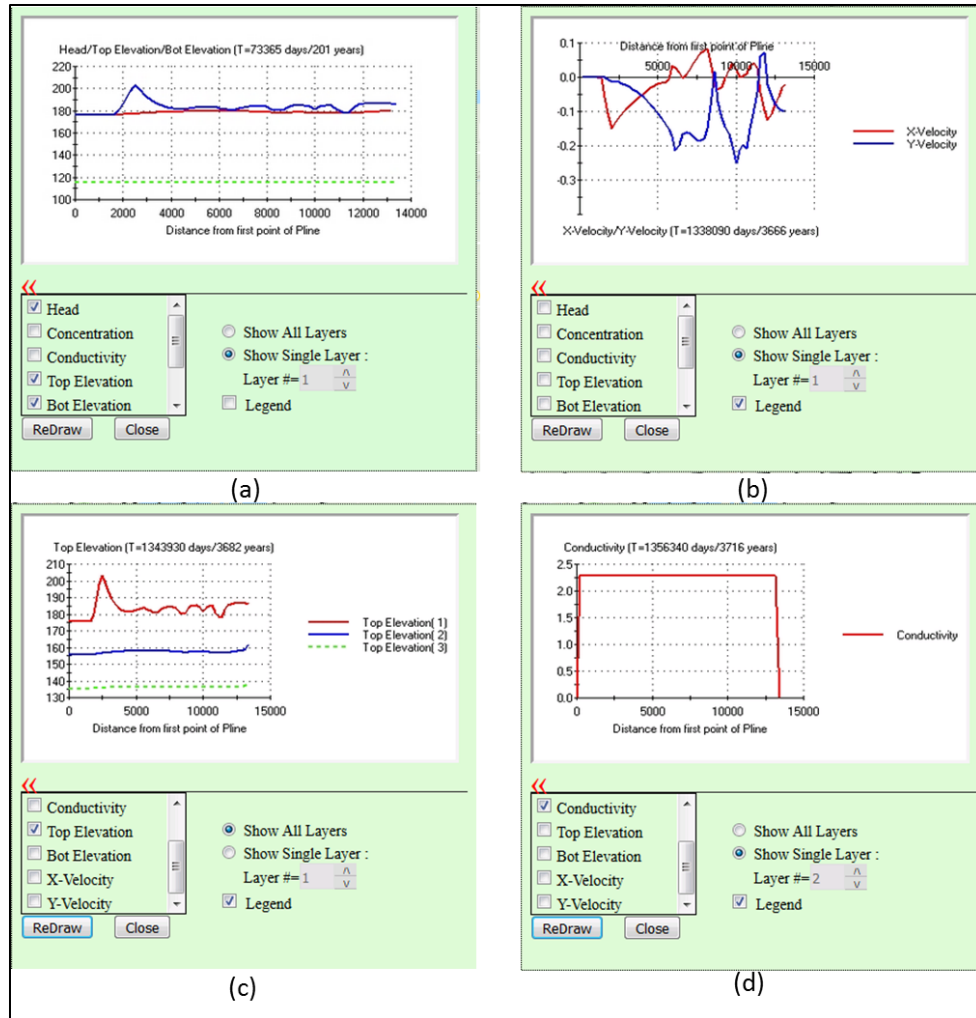 Head/Top Elevation/Bot Elevation (T=73365 days/201 years)
220
200
180
160
140
120
100
0 2000 4000 6000 8000 10000 12000 14000
Distance from first point of Pline
«
Head
Concentration
Conductivity
Top Elevation
Bot Elevation
Show All Layers
Show Single Layer :
Layer #= 1
Legend
ReDraw Close
(a)
0.1
Distance from first point of Pline
5000 10000 15000
0.0
-0.1
-0.2
-0.3
X-Velocity
Y-Velocity
X-Velocity/Y-Velocity (T=1338090 days/3666 years)
«
Head
Concentration
Conductivity
Top Elevation
Bot Elevation
Show All Layers
Show Single Layer :
Layer #= 1
Legend
ReDraw Close
(b)
Top Elevation (T=1343930 days/3682 years)
210
200
190
180
170
160
150
140
130
0 5000 10000 15000
Distance from first point of Pline
Top Elevation( 1)
Top Elevation( 2)
Top Elevation( 3)
«
Conductivity
Top Elevation
Bot Elevation
X-Velocity
Y-Velocity
Show All Layers
Show Single Layer :
Layer #= 1
Legend
ReDraw Close
(c)
Conductivity (T=1356340 days/3716 years)
2.5
2.0
1.5
1.0
0.5
0.0
0 5000 10000 15000
Distance from first point of Pline
Conductivity
«
Conductivity
Top Elevation
Bot Elevation
X-Velocity
Y-Velocity
Show All Layers
Show Single Layer :
Layer #= 2
Legend
ReDraw Close
(d)